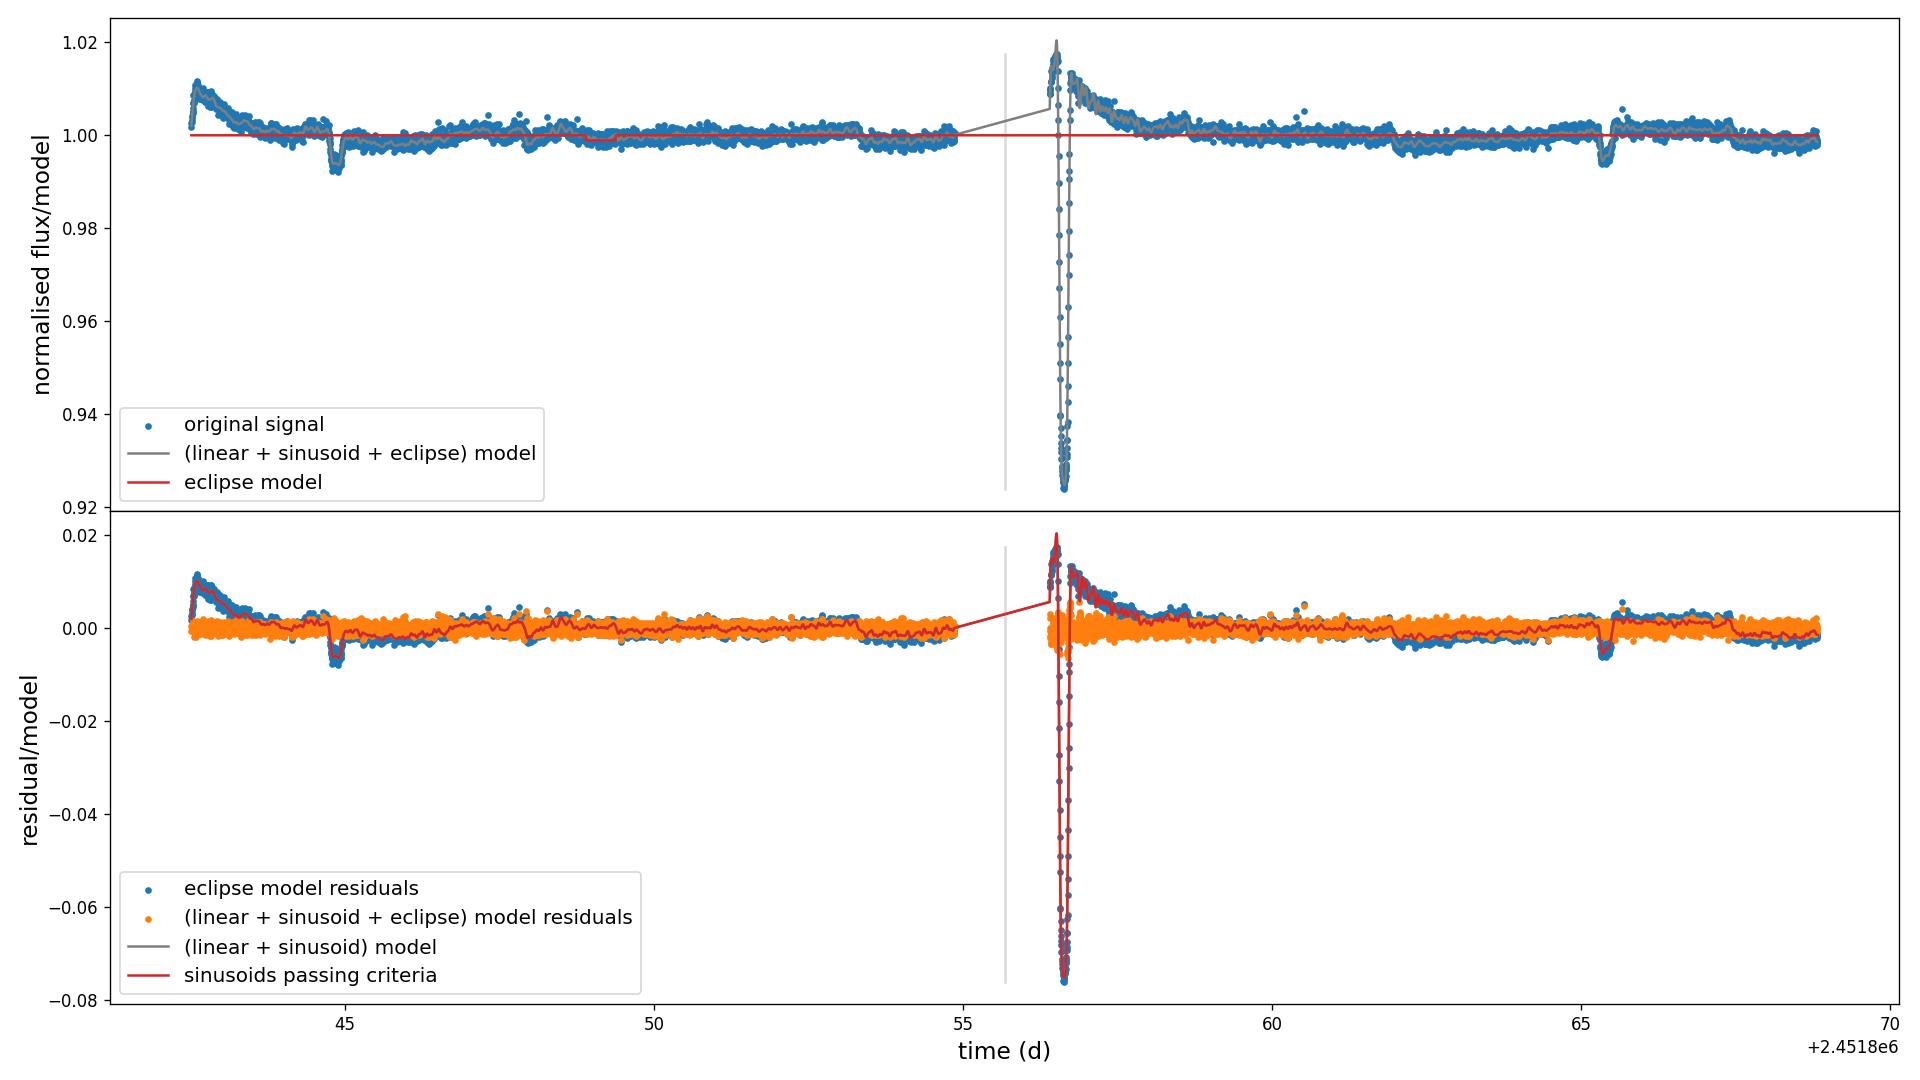 1.02
1.00
0.98
0.96
0.94
0.92
normalised flux/model
original signal
(linear + sinusoid + eclipse) model
eclipse model
0.02
0.00
−0.02
−0.04
−0.06
−0.08
residual/model
eclipse model residuals
(linear + sinusoid + eclipse) model residuals
(linear + sinusoid) model
sinusoids passing criteria
45 50 55 60 65 70
time (d)
+2.4518e6